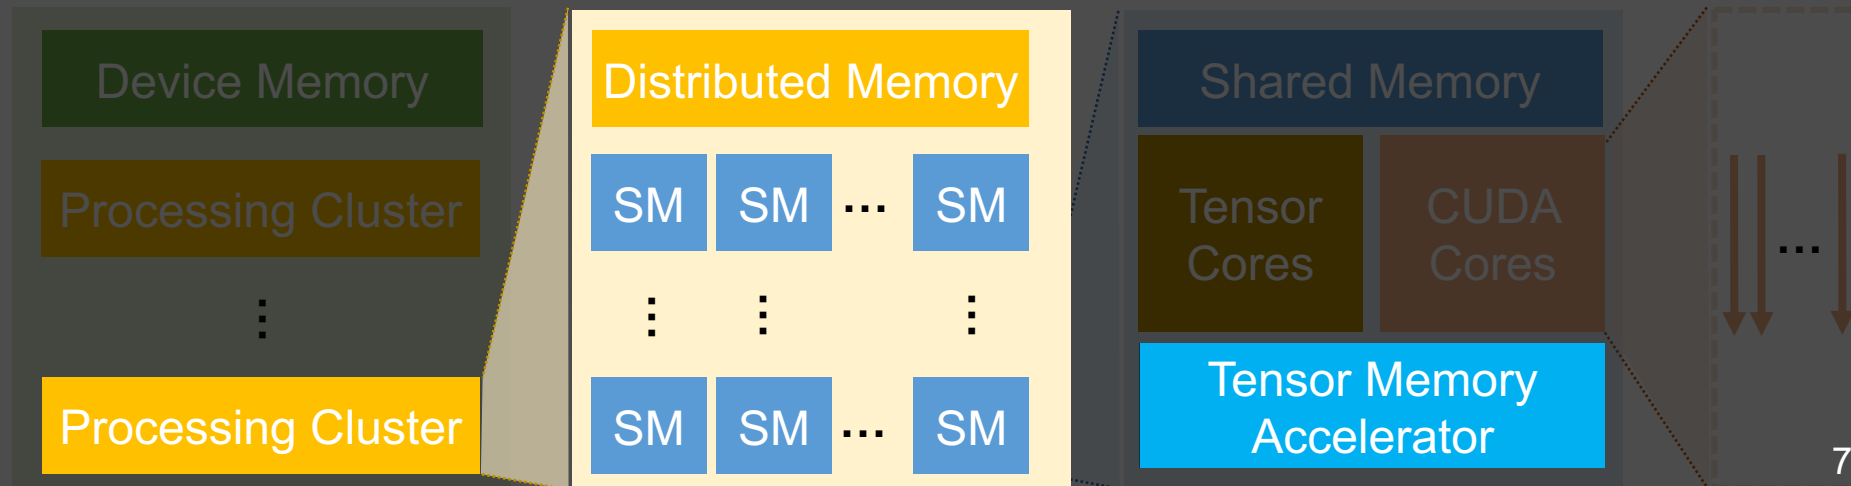 Device Memory
Processing Cluster
⋮
Processing Cluster
Distributed Memory
SM SM ... SM
⋮ ⋮ ⋮
SM SM ... SM
Shared Memory
Tensor
Cores
CUDA
Cores
Tensor Memory
Accelerator
...
7